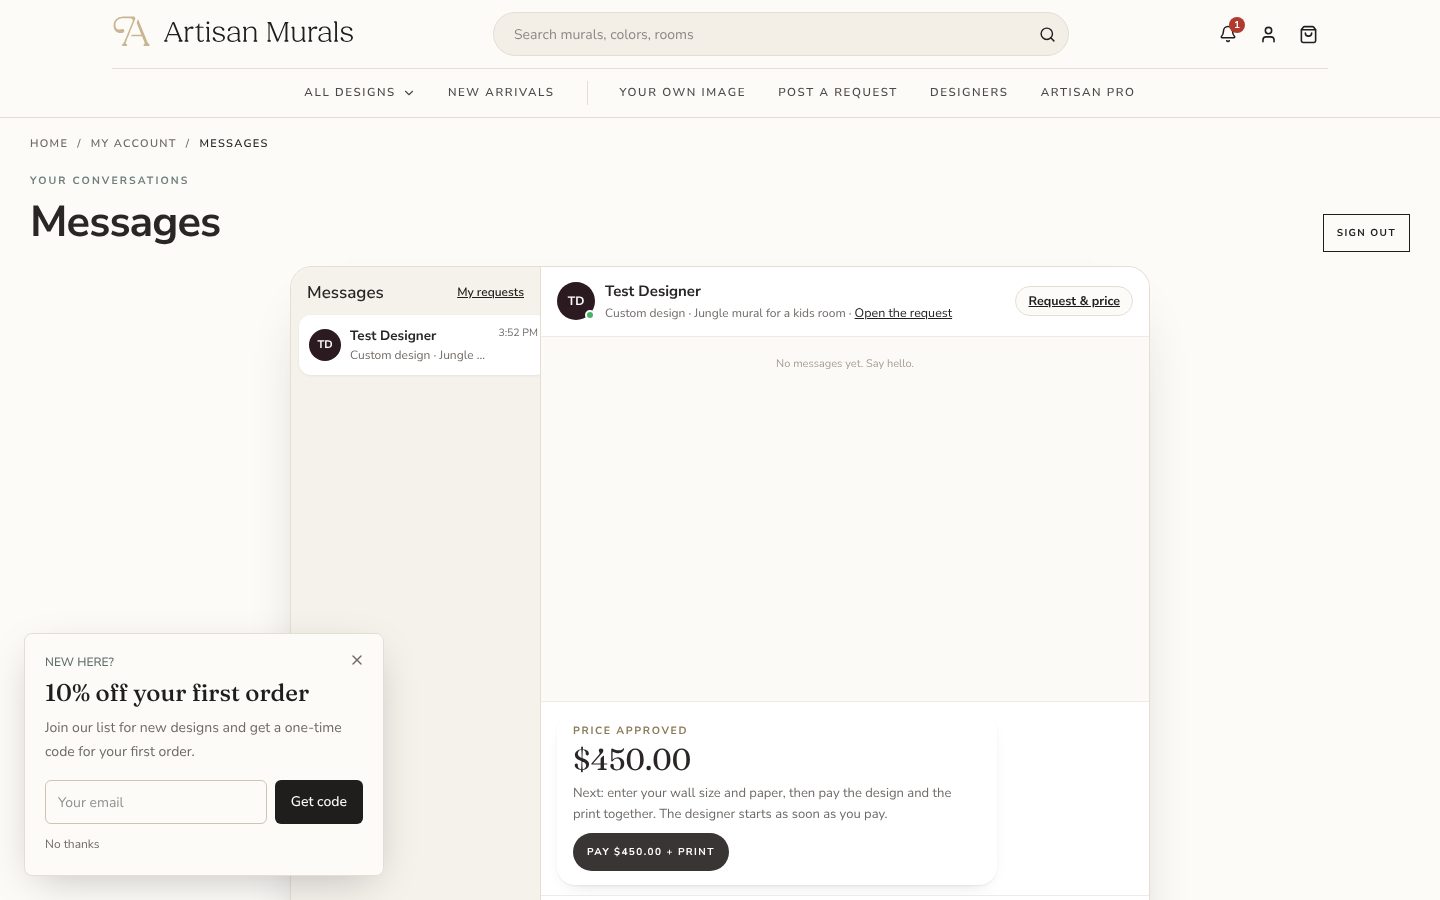 Artisan Murals
Search murals, colors, rooms
1
ALL DESIGNS
NEW ARRIVALS
YOUR OWN IMAGE
POST A REQUEST
DESIGNERS
ARTISAN PRO
HOME / MY ACCOUNT / MESSAGES
YOUR CONVERSATIONS
Messages
SIGN OUT
Messages
My requests
TD
Test Designer
3:52 PM
Custom design · Jungle ...
TD
Test Designer
Custom design · Jungle mural for a kids room · Open the request
Request & price
No messages yet. Say hello.
PRICE APPROVED
$450.00
Next: enter your wall size and paper, then pay the design and the
print together. The designer starts as soon as you pay.
PAY $450.00 + PRINT
NEW HERE?
10% off your first order
Join our list for new designs and get a one-time
code for your first order.
Your email
Get code
No thanks